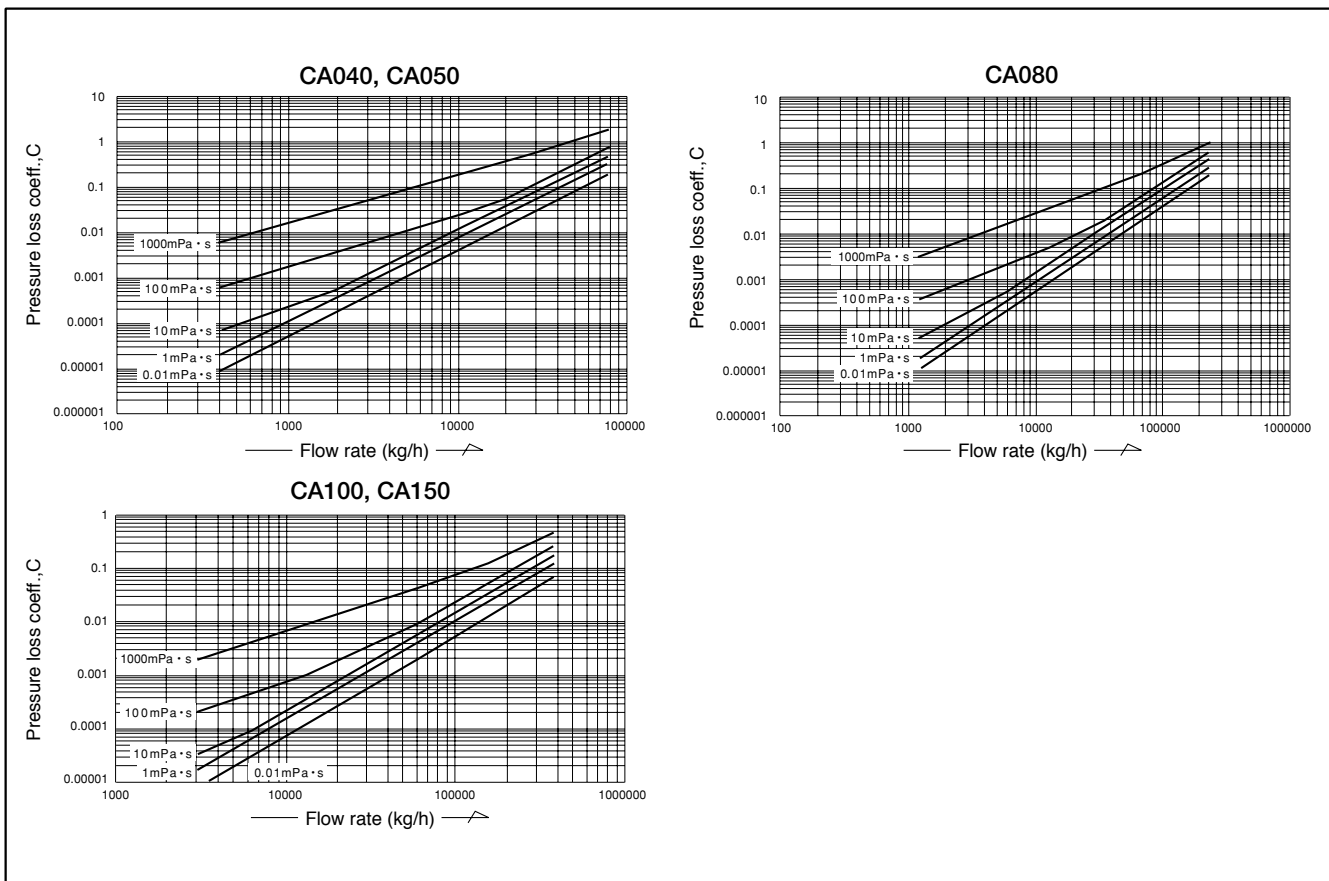 CA040, CA050
Pressure loss coeff.,C
10
1
0.1
0.01
0.001
0.0001
0.00001
0.000001
1000mPa・s
100mPa・s
10mPa・s
1mPa・s
0.01mPa・s
100
1000
10000
100000
Flow rate (kg/h)
CA080
Pressure loss coeff.,C
10
1
0.1
0.01
0.001
0.0001
0.00001
0.000001
1000mPa・s
100mPa・s
10mPa・s
1mPa・s
0.01mPa・s
100
1000
10000
100000
1000000
Flow rate (kg/h)
CA100, CA150
Pressure loss coeff.,C
1
0.1
0.01
0.001
0.0001
0.00001
1000mPa・s
100mPa・s
10mPa・s
1mPa・s
0.01mPa・s
1000
10000
100000
1000000
Flow rate (kg/h)